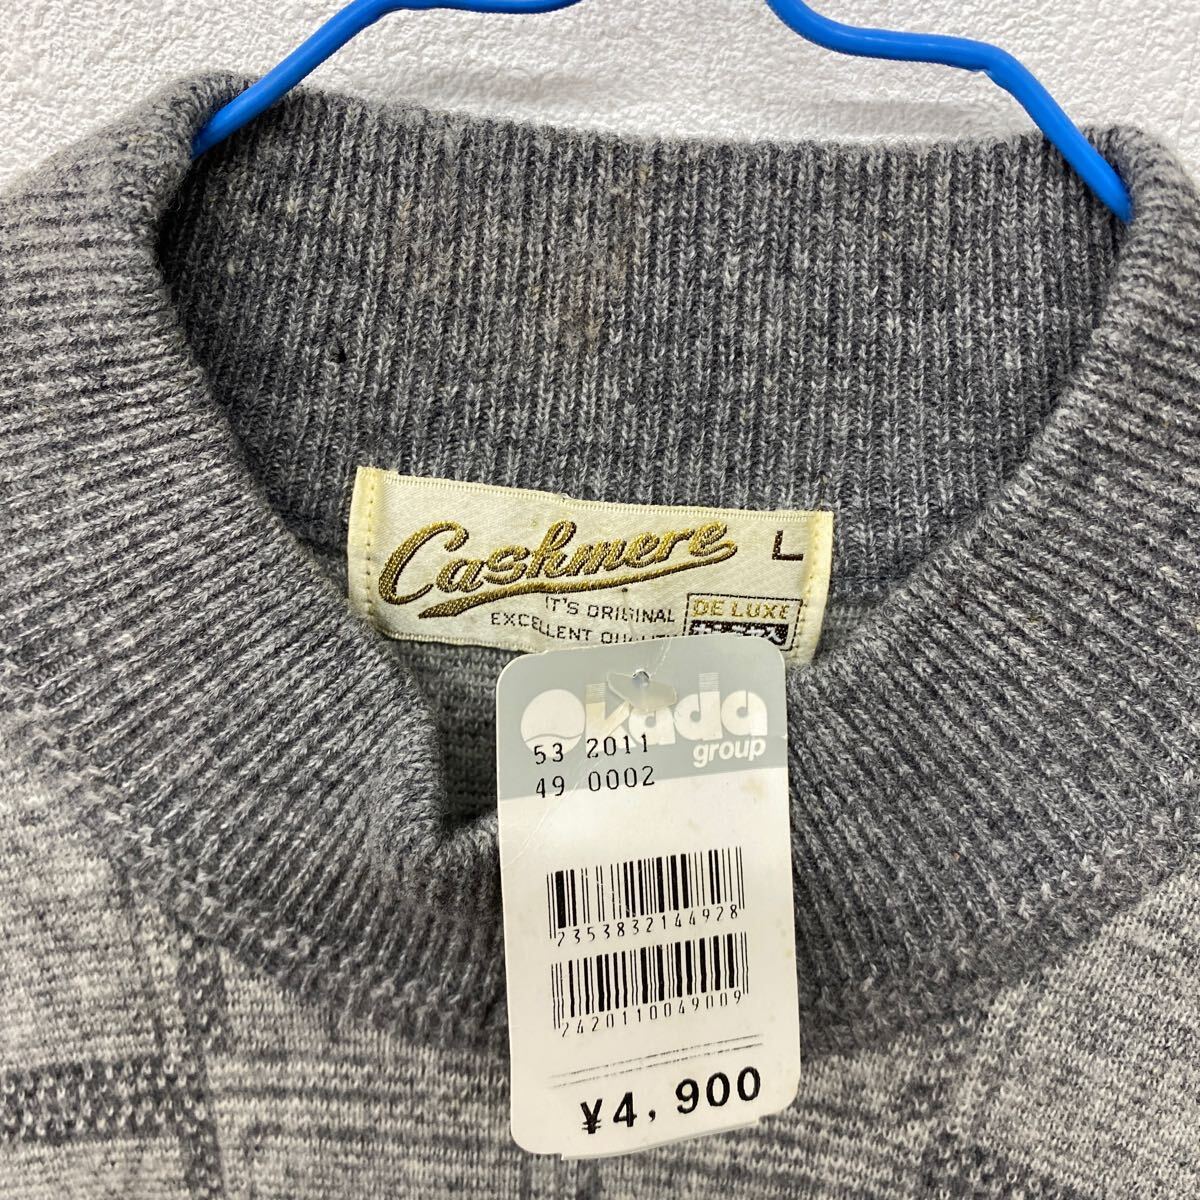 Cashmere L
IT'S ORIGINAL
EXCELLENT QUALITY
DE LUXE
Okada
group
53 2011
49 0002
2353832144928
2420110049009
¥4,900